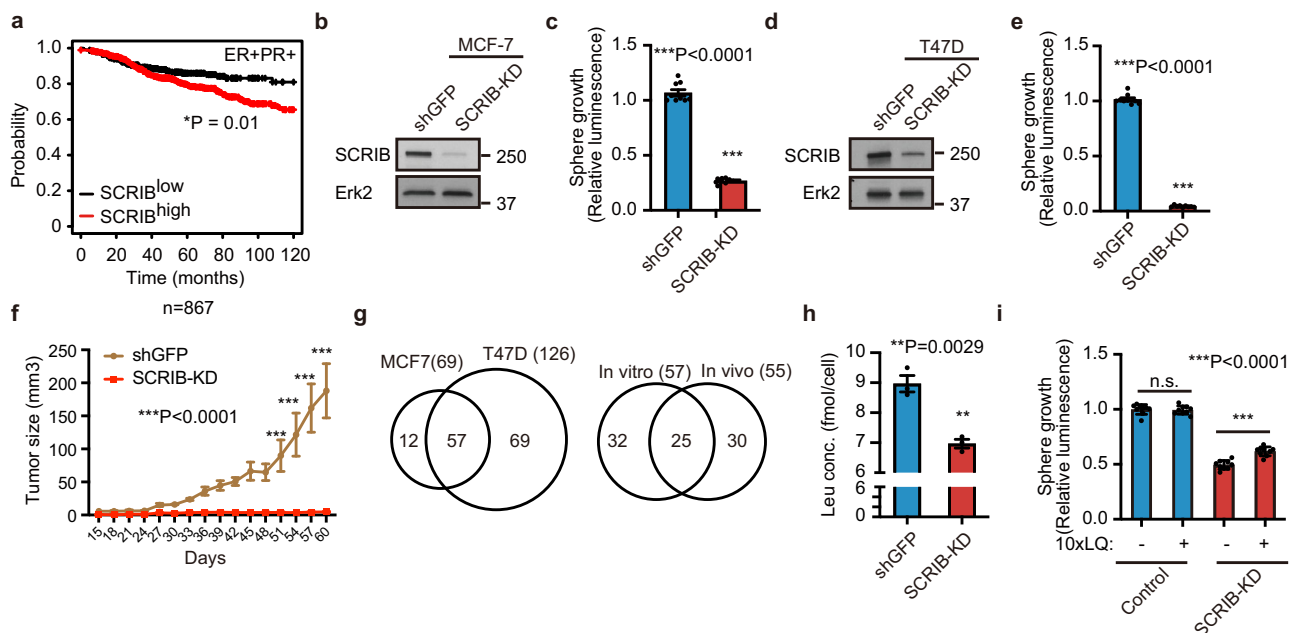 a
ER+PR+
*P = 0.01
SCRIB low
SCRIB high
Probability
1.0
0.8
0.6
0.4
0.2
0
0 20 40 60 80 100 120
Time (months)
n=867
b
MCF-7
shGFP
SCRIB-KD
SCRIB
250
Erk2
37
c
***P<0.0001
***
Sphere growth
(Relative luminescence)
1.5
1.0
0.5
0.0
shGFP
SCRIB-KD
d
T47D
shGFP
SCRIB-KD
SCRIB
250
Erk2
37
e
***P<0.0001
***
Sphere growth
(Relative luminescence)
1.5
1.0
0.5
0.0
shGFP
SCRIB-KD
f
shGFP
SCRIB-KD
***P<0.0001
*** *** *** *** ***
Tumor size (mm3)
250
200
150
100
50
0
15 18 21 24 27 30 33 36 39 42 45 48 51 54 57 60
Days
g
MCF7(69)
T47D (126)
12 57 69
In vitro (57)
In vivo (55)
32 25 30
h
**P=0.0029
**
Leu conc. (fmol/cell)
10
9
8
7
6
6
4
2
0
shGFP
SCRIB-KD
i
***P<0.0001
n.s.
***
Sphere growth
(Relative luminescence)
1.5
1.0
0.5
0.0
10xLQ: - + - +
Control
SCRIB-KD